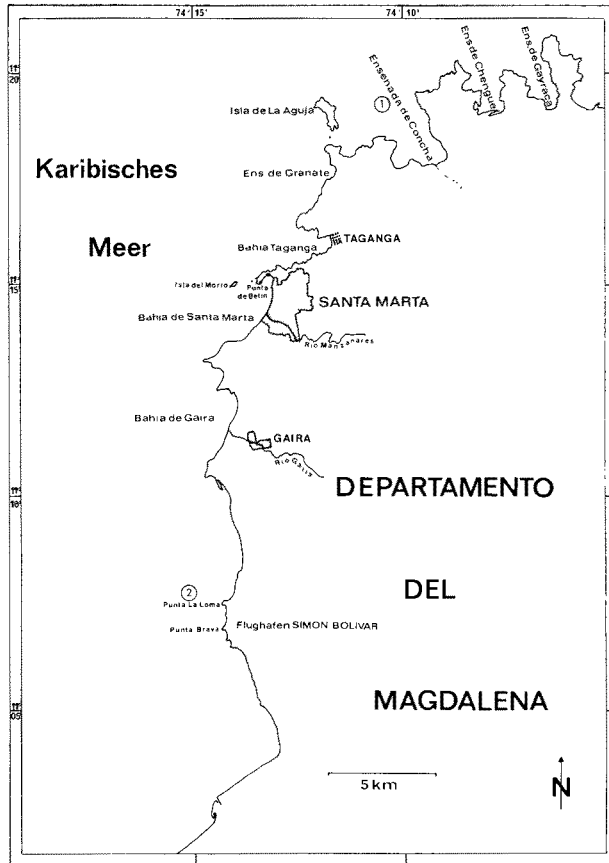 74°15'
74°10'
11°
20'
Isla de La Aguja
1
Ensenada de Concha
Ens de Chengue
Ens de Gayraca
Karibisches
Ens de Granate
Meer
Bahia Taganga
TAGANGA
11°
15'
Isla del Morro
Punta
de Betin
SANTA MARTA
Bahia de Santa Marta
Rio Manzanares
Bahia de Gaira
GAIRA
Rio Gaira
DEPARTAMENTO
11°
10'
2
DEL
Punta La Loma
Punta Brava
Flughafen SIMON BOLIVAR
MAGDALENA
11°
05'
5 km
N